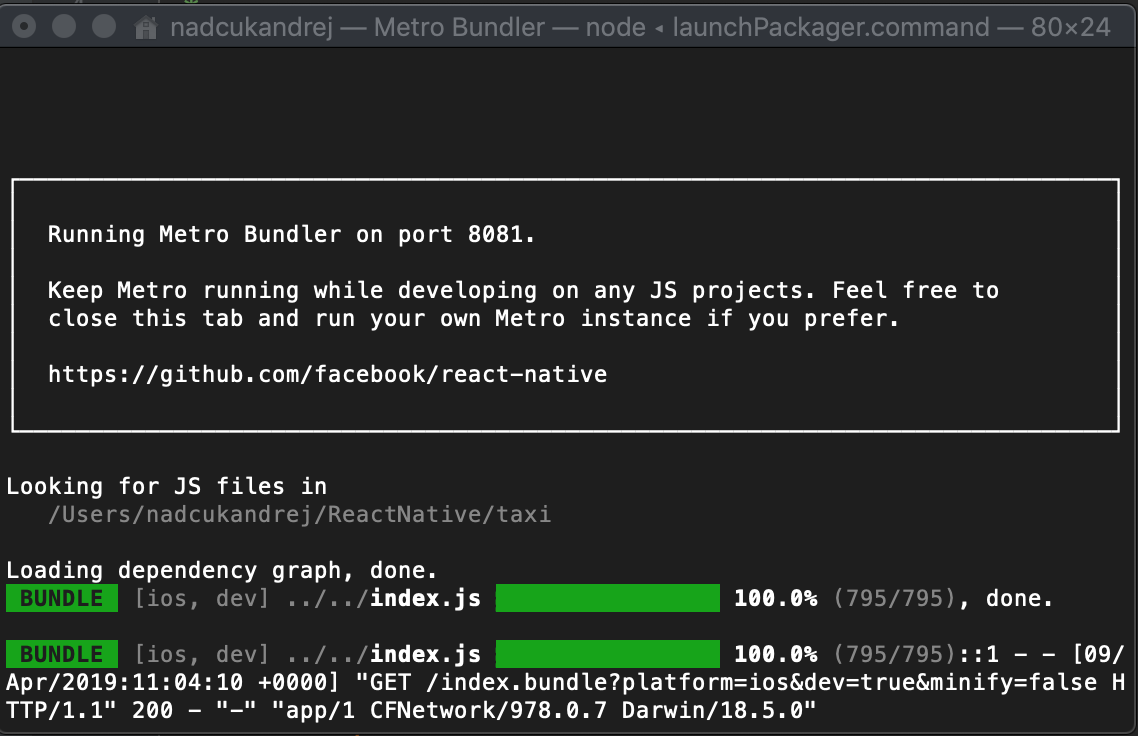 nadcukandrej — Metro Bundler — node ◂ launchPackager.command — 80×24
Running Metro Bundler on port 8081.
Keep Metro running while developing on any JS projects. Feel free to
close this tab and run your own Metro instance if you prefer.
https://github.com/facebook/react-native
Looking for JS files in
/Users/nadcukandrej/ReactNative/taxi
Loading dependency graph, done.
BUNDLE [ios, dev] ../../index.js 100.0% (795/795), done.
BUNDLE [ios, dev] ../../index.js 100.0% (795/795)::1 - - [09/
Apr/2019:11:04:10 +0000] "GET /index.bundle?platform=ios&dev=true&minify=false H
TTP/1.1" 200 - "-" "app/1 CFNetwork/978.0.7 Darwin/18.5.0"